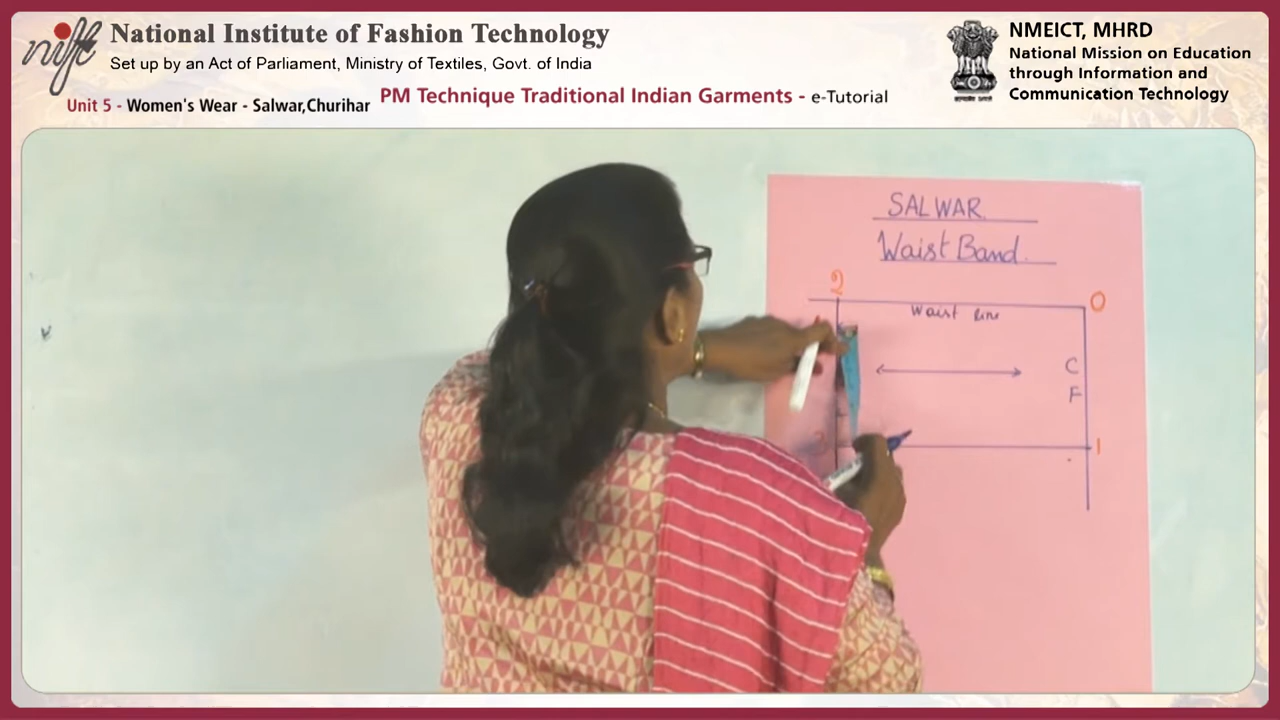 nift
National Institute of Fashion Technology
Set up by an Act of Parliament, Ministry of Textiles, Govt. of India
Unit 5 - Women's Wear - Salwar,Churihar
PM Technique Traditional Indian Garments - e-Tutorial
NMEICT, MHRD
National Mission on Education
through Information and
Communication Technology
SALWAR
Waist Band
2
0
Waist line
C
F
1